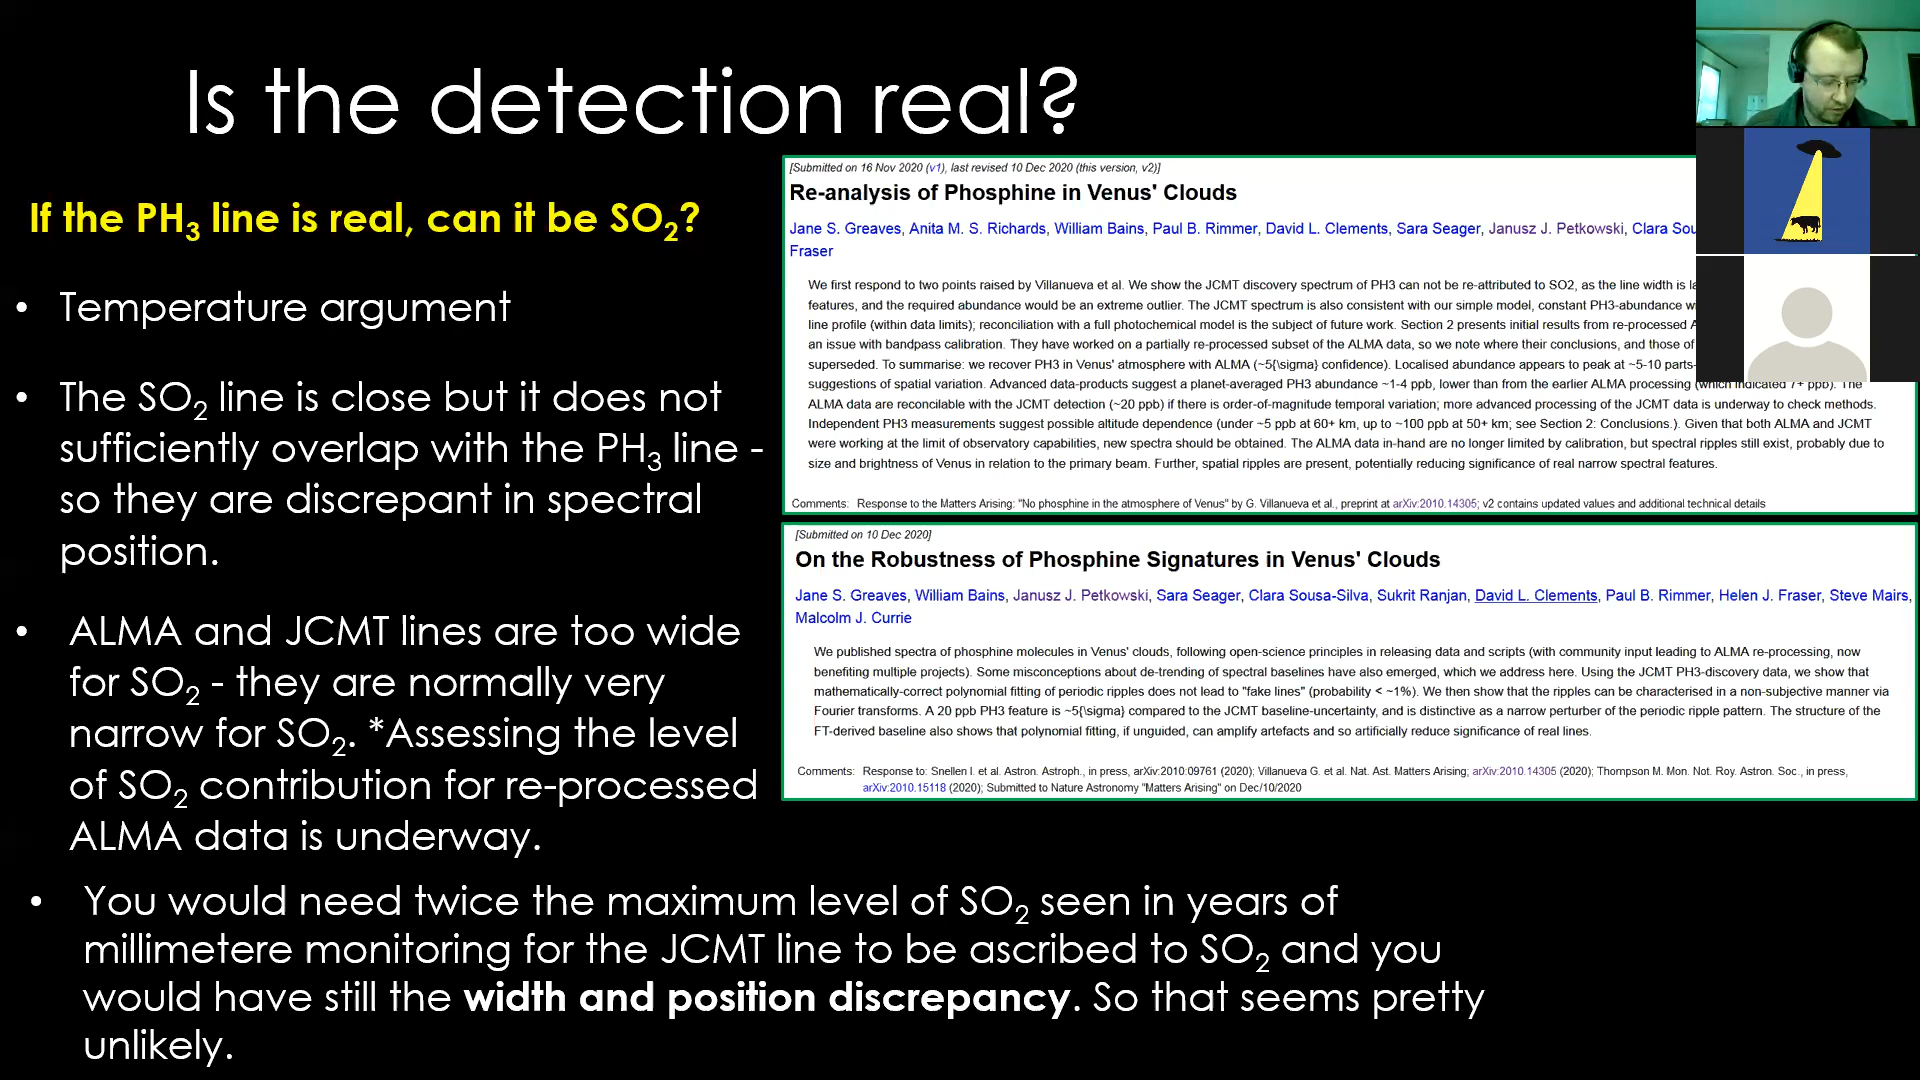 Is the detection real?
If the PH3 line is real, can it be SO2?
• Temperature argument
• The SO2 line is close but it does not
sufficiently overlap with the PH3 line -
so they are discrepant in spectral
position.
• ALMA and JCMT lines are too wide
for SO2 - they are normally very
narrow for SO2. *Assessing the level
of SO2 contribution for re-processed
ALMA data is underway.
• You would need twice the maximum level of SO2 seen in years of
millimetere monitoring for the JCMT line to be ascribed to SO2 and you
would have still the width and position discrepancy. So that seems pretty
unlikely.
[Submitted on 16 Nov 2020 (v1), last revised 10 Dec 2020 (this version, v2)]
Re-analysis of Phosphine in Venus' Clouds
Jane S. Greaves, Anita M. S. Richards, William Bains, Paul B. Rimmer, David L. Clements, Sara Seager, Janusz J. Petkowski, Clara Sou
Fraser
We first respond to two points raised by Villanueva et al. We show the JCMT discovery spectrum of PH3 can not be re-attributed to SO2, as the line width is la
features, and the required abundance would be an extreme outlier. The JCMT spectrum is also consistent with our simple model, constant PH3-abundance w
line profile (within data limits); reconciliation with a full photochemical model is the subject of future work. Section 2 presents initial results from re-processed A
an issue with bandpass calibration. They have worked on a partially re-processed subset of the ALMA data, so we note where their conclusions, and those of
superseded. To summarise: we recover PH3 in Venus' atmosphere with ALMA (~5{\sigma} confidence). Localised abundance appears to peak at ~5-10 parts-
suggestions of spatial variation. Advanced data-products suggest a planet-averaged PH3 abundance ~1-4 ppb, lower than from the earlier ALMA processing (which indicated 7+ ppb). The
ALMA data are reconcilable with the JCMT detection (~20 ppb) if there is order-of-magnitude temporal variation; more advanced processing of the JCMT data is underway to check methods.
Independent PH3 measurements suggest possible altitude dependence (under ~5 ppb at 60+ km, up to ~100 ppb at 50+ km; see Section 2: Conclusions.). Given that both ALMA and JCMT
were working at the limit of observatory capabilities, new spectra should be obtained. The ALMA data in-hand are no longer limited by calibration, but spectral ripples still exist, probably due to
size and brightness of Venus in relation to the primary beam. Further, spatial ripples are present, potentially reducing significance of real narrow spectral features.
Comments: Response to the Matters Arising: "No phosphine in the atmosphere of Venus" by G. Villanueva et al., preprint at arXiv:2010.14305; v2 contains updated values and additional technical details
[Submitted on 10 Dec 2020]
On the Robustness of Phosphine Signatures in Venus' Clouds
Jane S. Greaves, William Bains, Janusz J. Petkowski, Sara Seager, Clara Sousa-Silva, Sukrit Ranjan, David L. Clements, Paul B. Rimmer, Helen J. Fraser, Steve Mairs,
Malcolm J. Currie
We published spectra of phosphine molecules in Venus' clouds, following open-science principles in releasing data and scripts (with community input leading to ALMA re-processing, now
benefiting multiple projects). Some misconceptions about de-trending of spectral baselines have also emerged, which we address here. Using the JCMT PH3-discovery data, we show that
mathematically-correct polynomial fitting of periodic ripples does not lead to "fake lines" (probability < ~1%). We then show that the ripples can be characterised in a non-subjective manner via
Fourier transforms. A 20 ppb PH3 feature is ~5{\sigma} compared to the JCMT baseline-uncertainty, and is distinctive as a narrow perturber of the periodic ripple pattern. The structure of the
FT-derived baseline also shows that polynomial fitting, if unguided, can amplify artefacts and so artificially reduce significance of real lines.
Comments: Response to: Snellen I. et al. Astron. Astroph., in press, arXiv:2010:09761 (2020); Villanueva G. et al. Nat. Ast. Matters Arising; arXiv:2010.14305 (2020); Thompson M. Mon. Not. Roy. Astron. Soc., in press,
arXiv:2010.15118 (2020); Submitted to Nature Astronomy "Matters Arising" on Dec/10/2020